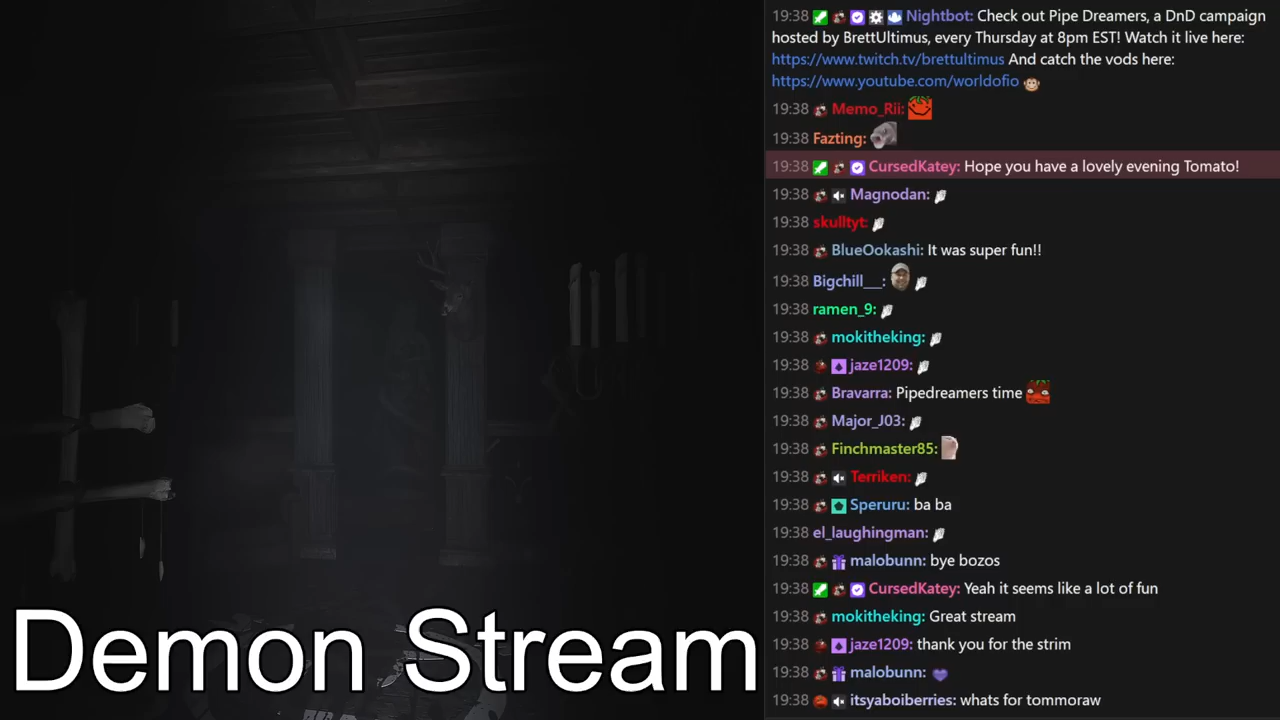 19:38 Nightbot: Check out Pipe Dreamers, a DnD campaign
hosted by BrettUltimus, every Thursday at 8pm EST! Watch it live here:
https://www.twitch.tv/brettultimus And catch the vods here:
https://www.youtube.com/worldofio
19:38 Memo_Rii:
19:38 Fazting:
19:38 CursedKatey: Hope you have a lovely evening Tomato!
19:38 Magnodan:
19:38 skulltyt:
19:38 BlueOokashi: It was super fun!!
19:38 Bigchill__:
19:38 ramen_9:
19:38 mokitheking:
19:38 jaze1209:
19:38 Bravarra: Pipedreamers time
19:38 Major_J03:
19:38 Finchmaster85:
19:38 Terriken:
19:38 Speruru: ba ba
19:38 el_laughingman:
19:38 malobunn: bye bozos
19:38 CursedKatey: Yeah it seems like a lot of fun
19:38 mokitheking: Great stream
19:38 jaze1209: thank you for the strim
19:38 malobunn:
19:38 itsyaboiberries: whats for tommoraw
Demon Stream